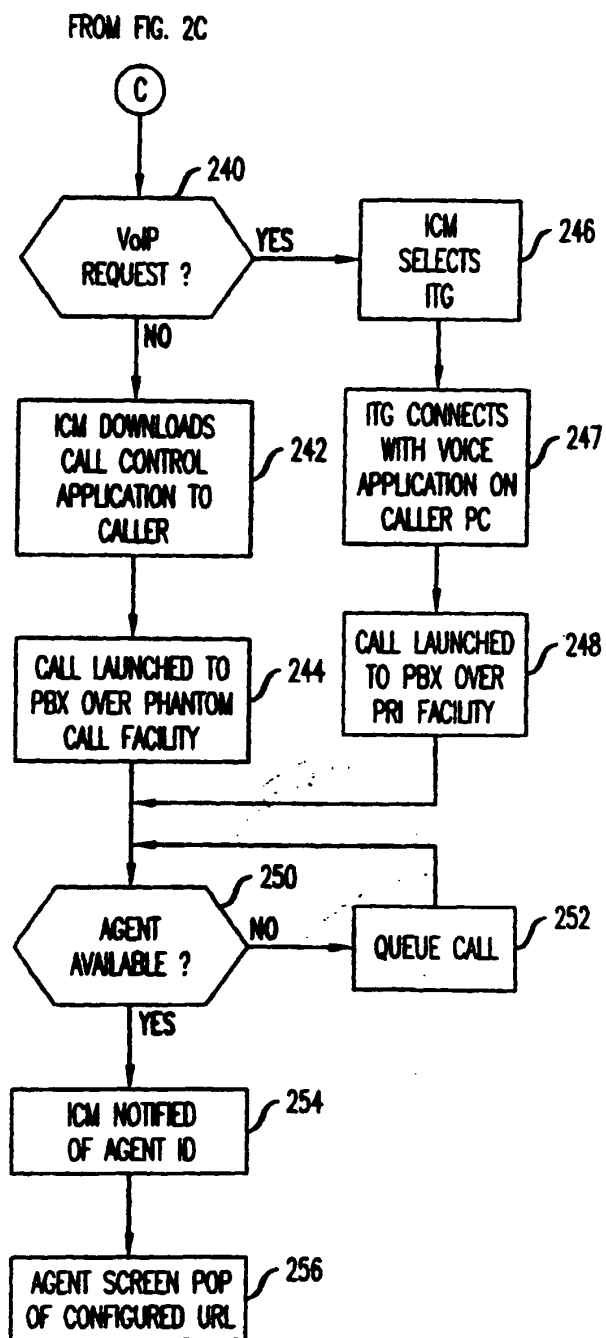 FROM FIG. 2C
C
240
VoIP
REQUEST ?
YES
NO
ICM
SELECTS
ITG
246
ICM DOWNLOADS
CALL CONTROL
APPLICATION TO
CALLER
242
ITG CONNECTS
WITH VOICE
APPLICATION ON
CALLER PC
247
CALL LAUNCHED
TO PBX OVER
PRI FACILITY
248
CALL LAUNCHED TO
PBX OVER PHANTOM
CALL FACILITY
244
250
AGENT
AVAILABLE ?
NO
YES
QUEUE CALL
252
ICM NOTIFIED
OF AGENT ID
254
AGENT SCREEN POP
OF CONFIGURED URL
256